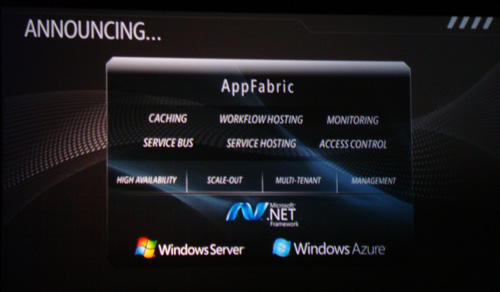 ANNOUNCING...
AppFabric
CACHING WORKFLOW HOSTING MONITORING
SERVICE BUS SERVICE HOSTING ACCESS CONTROL
HIGH AVAILABILITY SCALE-OUT MULTI-TENANT MANAGEMENT
Microsoft
.NET
Framework
Windows Server Windows Azure